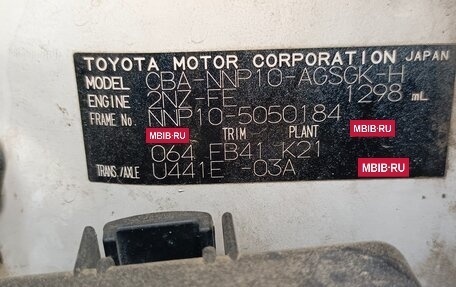 TOYOTA MOTOR CORPORATION JAPAN
MODEL CBA-NNP10-AGSGK-H
ENGINE 2NZ-FE 1298 mL
FRAME No. NNP10-5050184
MBIB-RU TRIM PLANT MBIB-RU
064 FB41 K21
TRANS./AXLE U441E -03A MBIB-RU